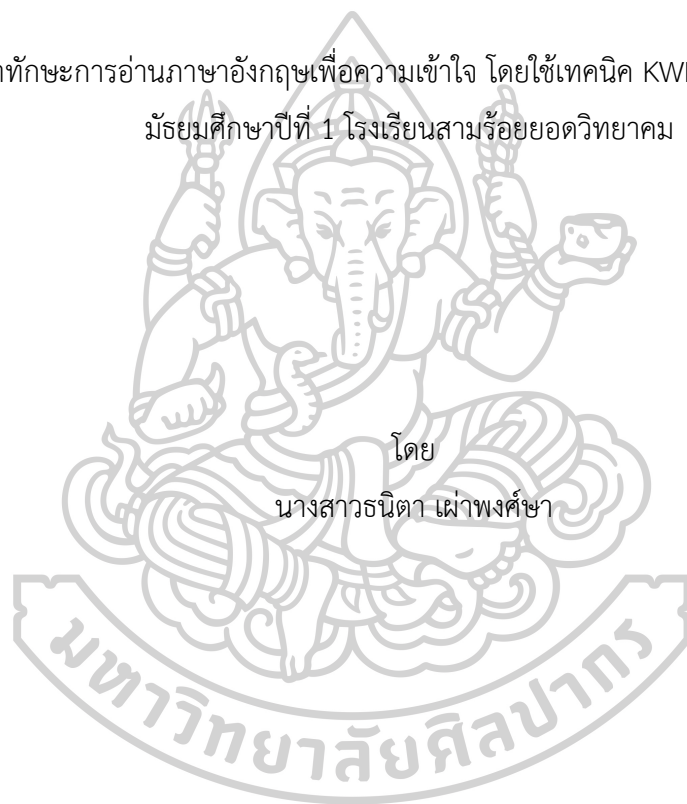 ทักษะการอ่านภาษาอังกฤษเพื่อความเข้าใจ โดยใช้เทคนิค
มัธยมศึกษาปีที่ 1 โรงเรียนสามร้อยยอดวิทยาคม
โดย
นางสาวธนิตา เผ่าพงศ์ษา
มหาวิทยาลัยศิลปากร